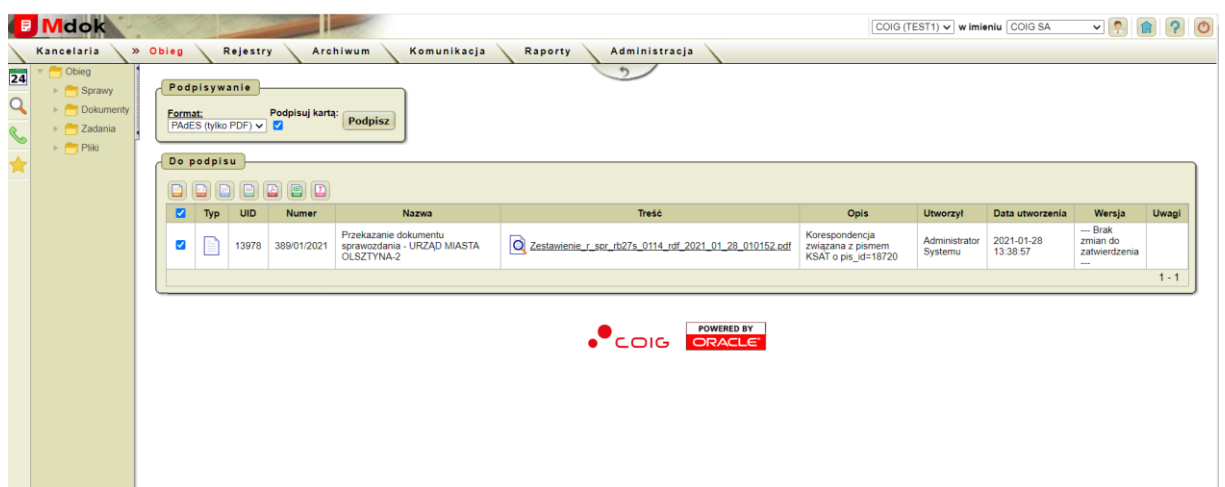 Mdok
COIG (TEST1) w imieniu COIG SA
Kancelaria » Obieg Rejestry Archiwum Komunikacja Raporty Administracja
24
Obieg
Sprawy
Dokumenty
Zadania
Pliki
Podpisywanie
Format: Podpisuj kartą:
PAdES (tylko PDF) Podpisz
Do podpisu
Typ UID Numer Nazwa Treść Opis Utworzył Data utworzenia Wersja Uwagi
13978 389/01/2021 Przekazanie dokumentu sprawozdania - URZĄD MIASTA OLSZTYNA-2 Zestawienie_r_spr_rb27s_0114_rdf_2021_01_28_010152.pdf Korespondencja związana z pismem KSAT o pis_id=18720 Administrator Systemu 2021-01-28 13:38:57 --- Brak zmian do zatwierdzenia ---
1 - 1
COIG
POWERED BY
ORACLE